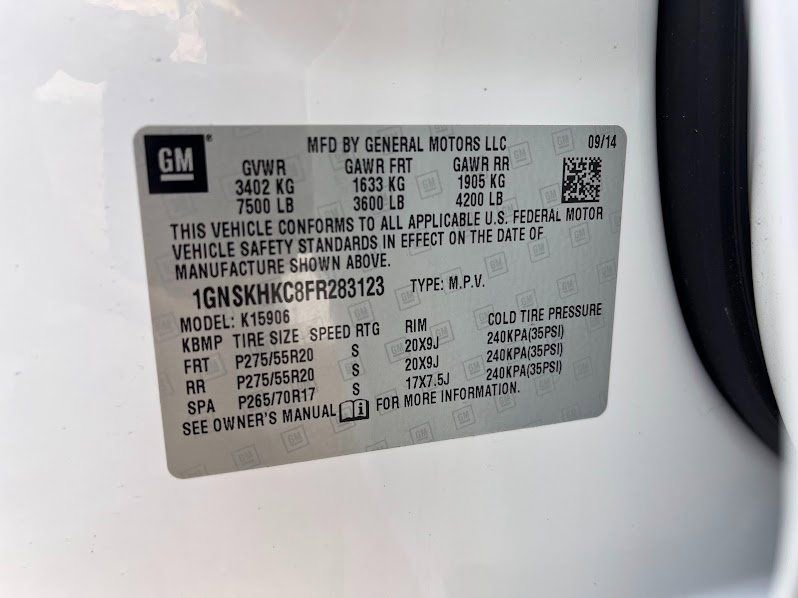 GM ®
MFD BY GENERAL MOTORS LLC 09/14
GVWR GAWR FRT GAWR RR
3402 KG 1633 KG 1905 KG
7500 LB 3600 LB 4200 LB
THIS VEHICLE CONFORMS TO ALL APPLICABLE U.S. FEDERAL MOTOR
VEHICLE SAFETY STANDARDS IN EFFECT ON THE DATE OF
MANUFACTURE SHOWN ABOVE.
1GNSKHKC8FR283123 TYPE: M.P.V.
MODEL: K15906
KBMP TIRE SIZE SPEED RTG RIM COLD TIRE PRESSURE
FRT P275/55R20 S 20X9J 240KPA(35PSI)
RR P275/55R20 S 20X9J 240KPA(35PSI)
SPA P265/70R17 S 17X7.5J 240KPA(35PSI)
SEE OWNER'S MANUAL FOR MORE INFORMATION.